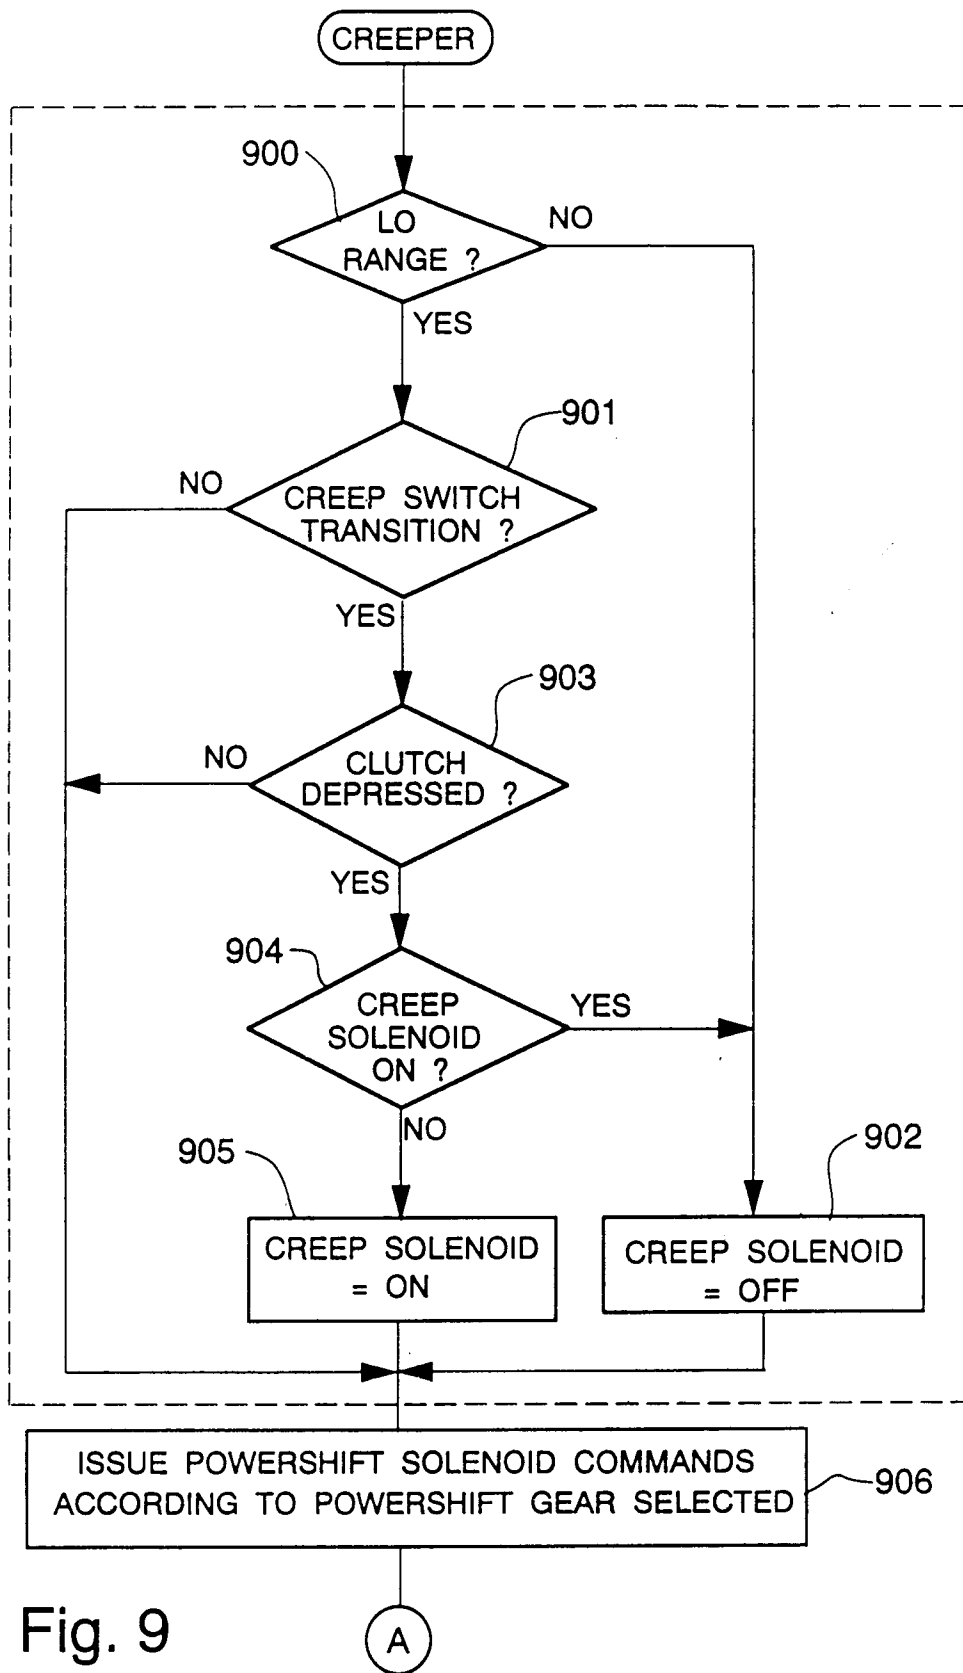 CREEPER
900
LO
RANGE ?
NO
YES
901
NO
CREEP SWITCH
TRANSITION ?
YES
903
NO
CLUTCH
DEPRESSED ?
YES
904
CREEP
SOLENOID
ON ?
YES
NO
905
902
CREEP SOLENOID
= ON
CREEP SOLENOID
= OFF
ISSUE POWERSHIFT SOLENOID COMMANDS
ACCORDING TO POWERSHIFT GEAR SELECTED
906
Fig. 9
A